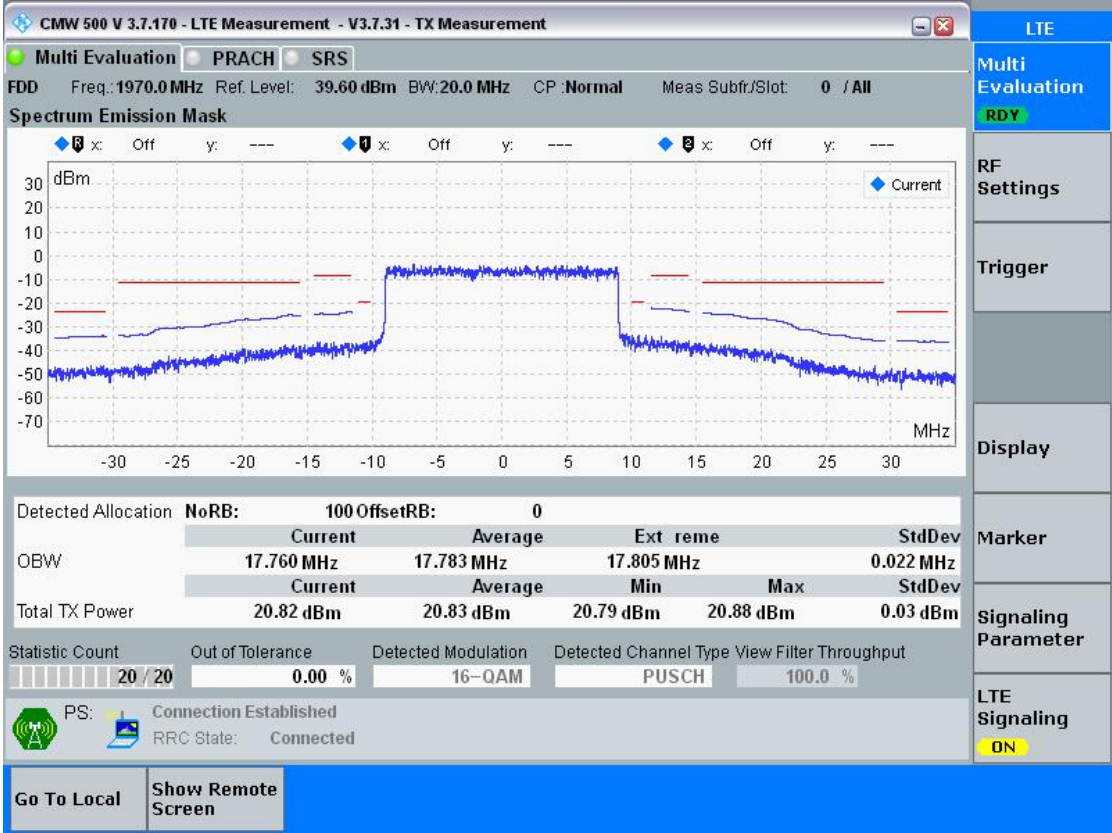 CMW 500 V 3.7.170 - LTE Measurement - V3.7.31 - TX Measurement
LTE
Multi Evaluation PRACH SRS
Multi
Evaluation
RDY
FDD Freq.: 1970.0 MHz Ref. Level: 39.60 dBm BW: 20.0 MHz CP : Normal Meas Subfr./Slot: 0 / All
Spectrum Emission Mask
R x: Off y: --- 1 x: Off y: --- 2 x: Off y: ---
RF
Settings
dBm
Current
30
20
10
0
-10
-20
-30
-40
-50
-60
-70
MHz
-30 -25 -20 -15 -10 -5 0 5 10 15 20 25 30
Trigger
Display
Detected Allocation NoRB: 100 OffsetRB: 0
Current Average Ext reme StdDev
OBW 17.760 MHz 17.783 MHz 17.805 MHz 0.022 MHz
Current Average Min Max StdDev
Total TX Power 20.82 dBm 20.83 dBm 20.79 dBm 20.88 dBm 0.03 dBm
Marker
Signaling
Parameter
Statistic Count Out of Tolerance Detected Modulation Detected Channel Type View Filter Throughput
20 / 20 0.00 % 16-QAM PUSCH 100.0 %
LTE
Signaling
ON
PS: Connection Established
RRC State: Connected
Go To Local
Show Remote
Screen